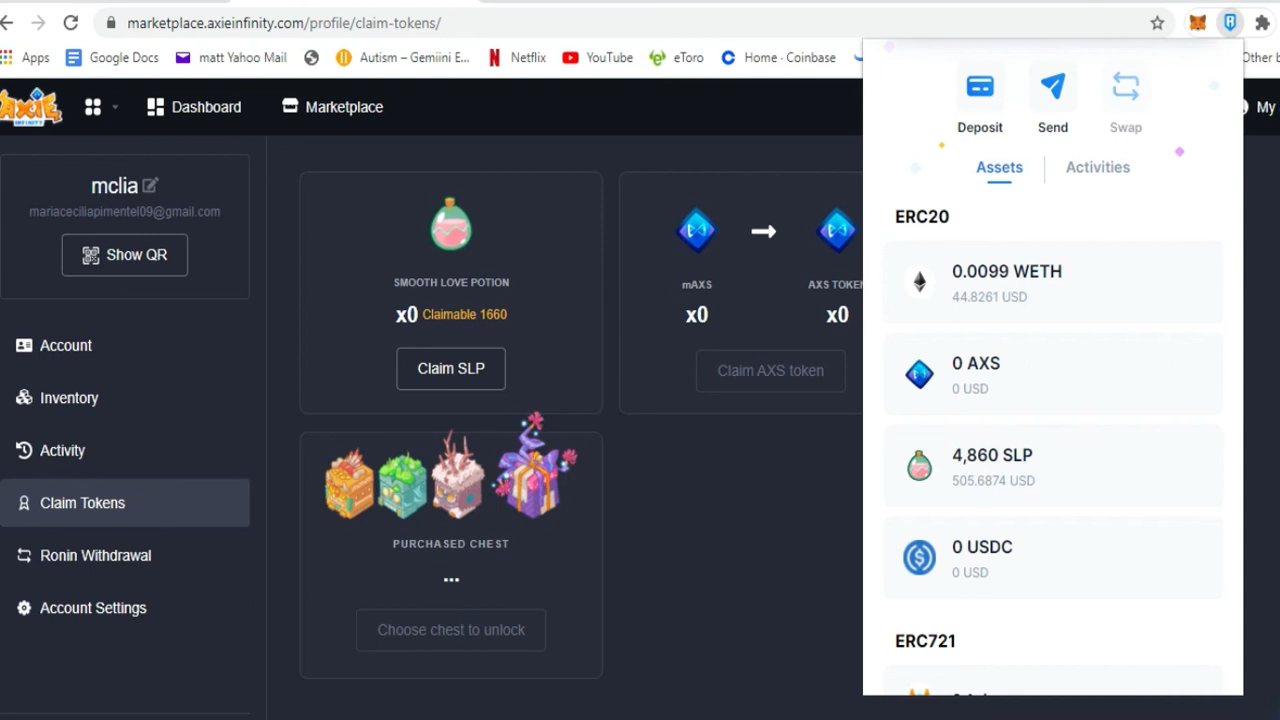 marketplace.axieinfinity.com/profile/claim-tokens/
Apps
Google Docs
matt Yahoo Mail
Autism – Gemiini E...
Netflix
YouTube
eToro
Home · Coinbase
Other b
AXIE
INFINITY
Dashboard
Marketplace
My
mclia
mariaceciliapimentel09@gmail.com
Show QR
Account
Inventory
Activity
Claim Tokens
Ronin Withdrawal
Account Settings
SMOOTH LOVE POTION
x0 Claimable 1660
Claim SLP
mAXS
x0
AXS TOKEN
x0
Claim AXS token
PURCHASED CHEST
...
Choose chest to unlock
Deposit
Send
Swap
Assets
Activities
ERC20
0.0099 WETH
44.8261 USD
0 AXS
0 USD
4,860 SLP
505.6874 USD
0 USDC
0 USD
ERC721